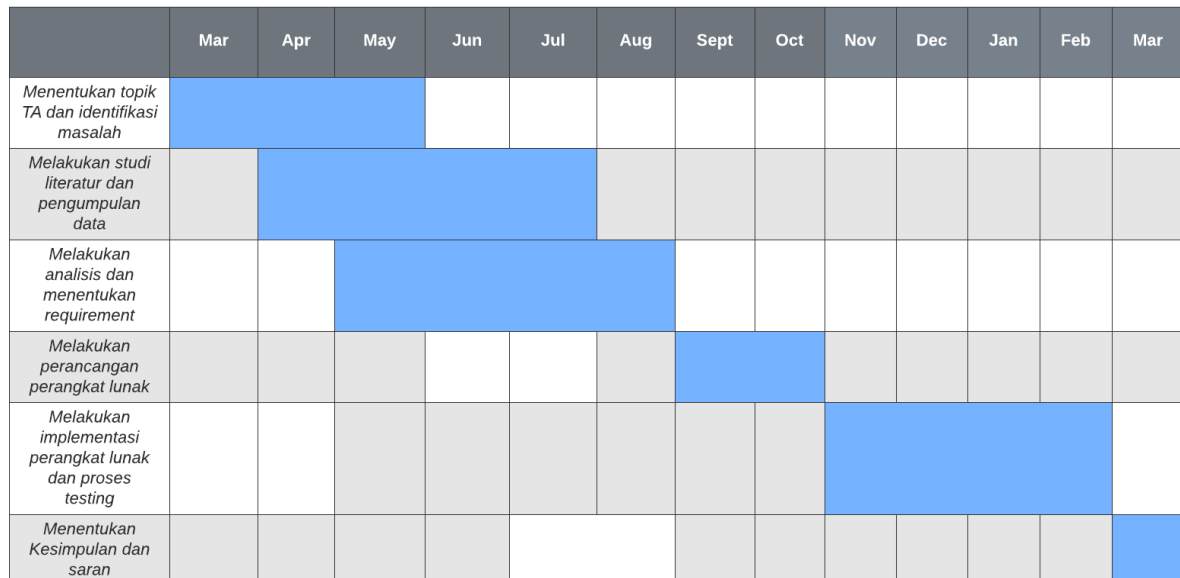 Mar Apr May Jun Jul Aug Sept Oct Nov Dec Jan Feb Mar
Menentukan topik
TA dan identifikasi
masalah
Melakukan studi
literatur dan
pengumpulan
data
Melakukan
analisis dan
menentukan
requirement
Melakukan
perancangan
perangkat lunak
Melakukan
implementasi
perangkat lunak
dan proses
testing
Menentukan
Kesimpulan dan
saran